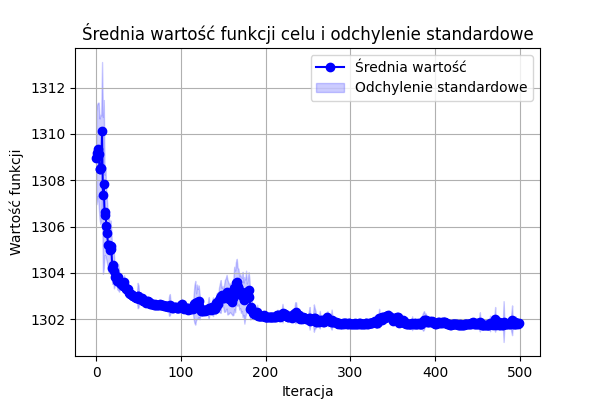 Średnia wartość funkcji celu i odchylenie standardowe
Średnia wartość
Odchylenie standardowe
Wartość funkcji
1312
1310
1308
1306
1304
1302
0 100 200 300 400 500
Iteracja